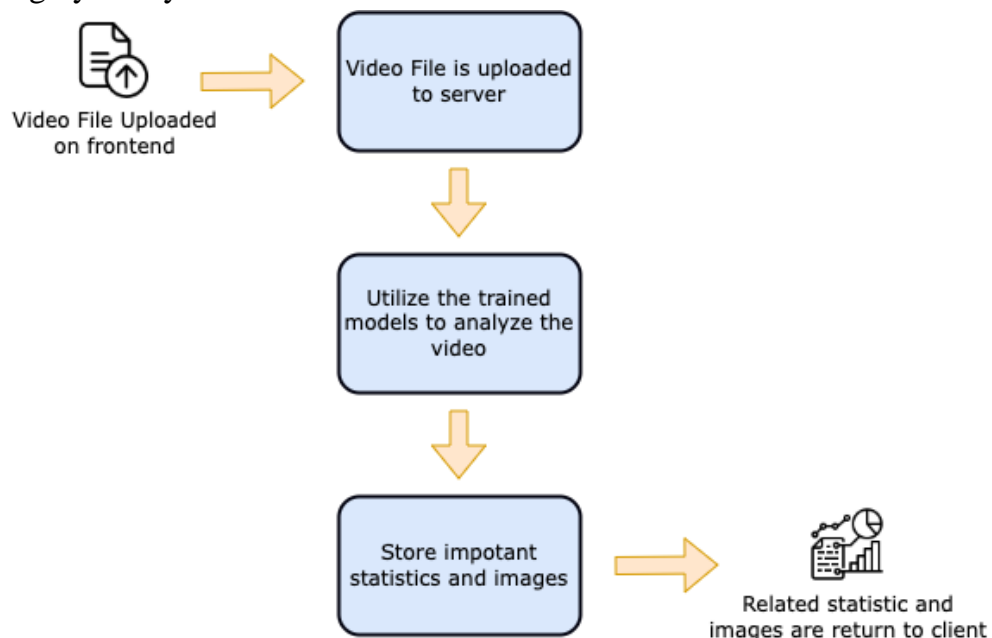 Video File Uploaded
on frontend
Video File is uploaded
to server
Utilize the trained
models to analyze the
video
Store impotant
statistics and images
Related statistic and
images are return to client